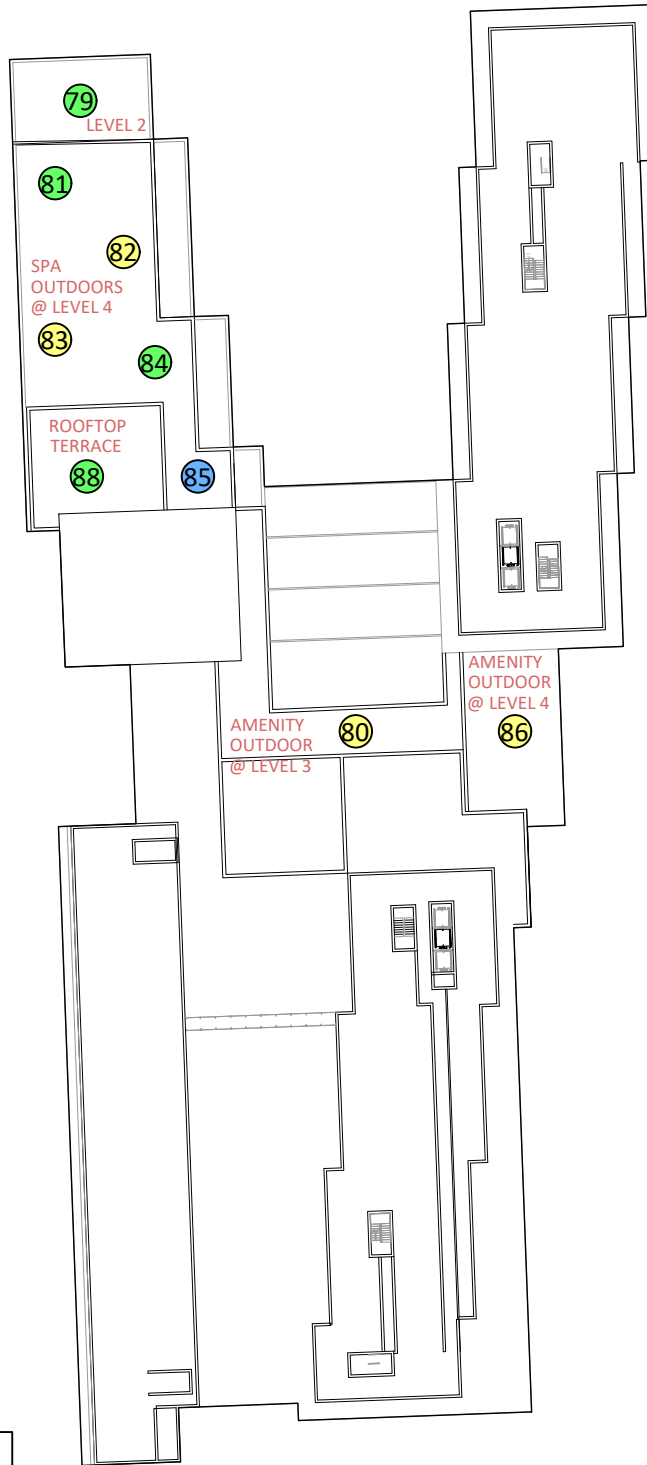 79
LEVEL 2
81
82
SPA
OUTDOORS
@ LEVEL 4
83
84
ROOFTOP
TERRACE
88
85
AMENITY
OUTDOOR
@ LEVEL 3
80
AMENITY
OUTDOOR
@ LEVEL 4
86